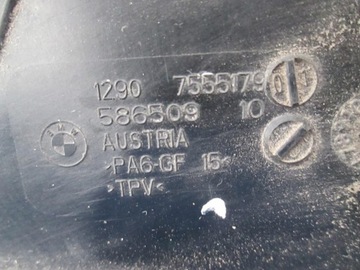 1290 7555179
586509 10
AUSTRIA
>PA6-GF 15<
>TPV<